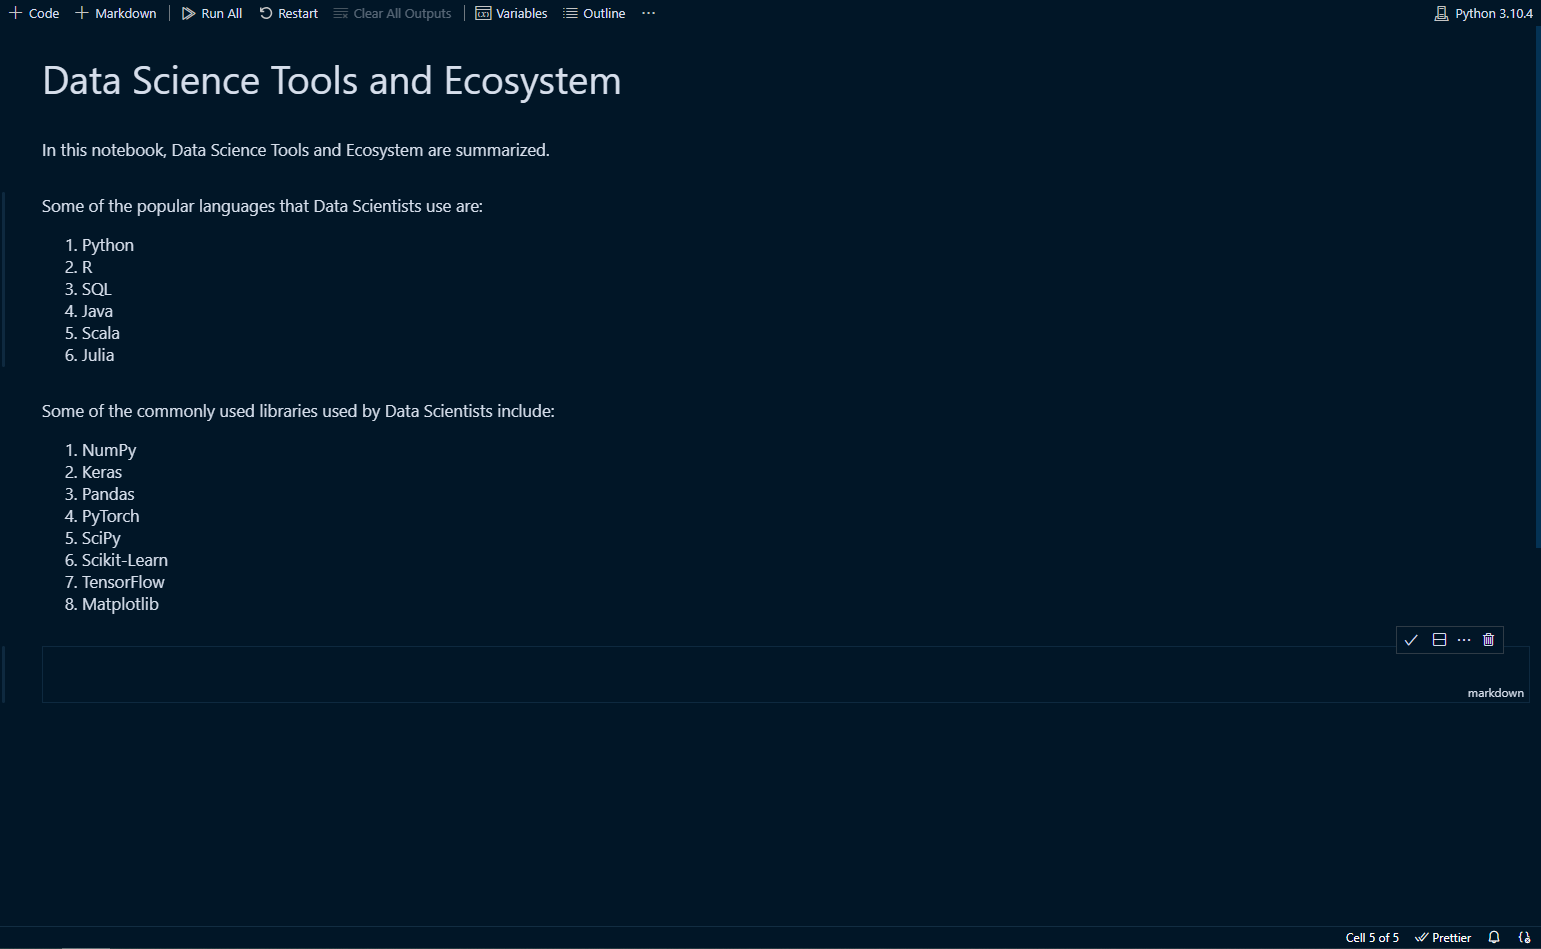 Code Markdown Run All Restart Clear All Outputs Variables Outline ... Python 3.10.4
Data Science Tools and Ecosystem
In this notebook, Data Science Tools and Ecosystem are summarized.
Some of the popular languages that Data Scientists use are:
1. Python
2. R
3. SQL
4. Java
5. Scala
6. Julia
Some of the commonly used libraries used by Data Scientists include:
1. NumPy
2. Keras
3. Pandas
4. PyTorch
5. SciPy
6. Scikit-Learn
7. TensorFlow
8. Matplotlib
markdown
Cell 5 of 5 Prettier